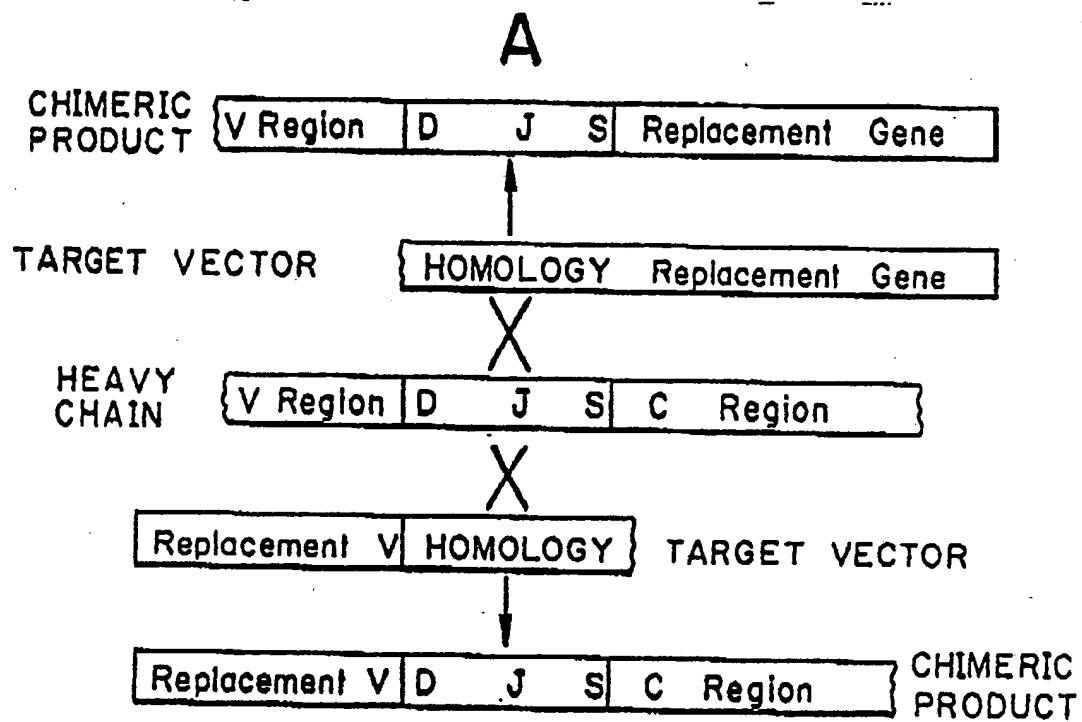 A
CHIMERIC
PRODUCT
V Region D J S Replacement Gene
TARGET VECTOR
HOMOLOGY Replacement Gene
HEAVY
CHAIN
V Region D J S C Region
Replacement V HOMOLOGY
TARGET VECTOR
Replacement V D J S C Region
CHIMERIC
PRODUCT